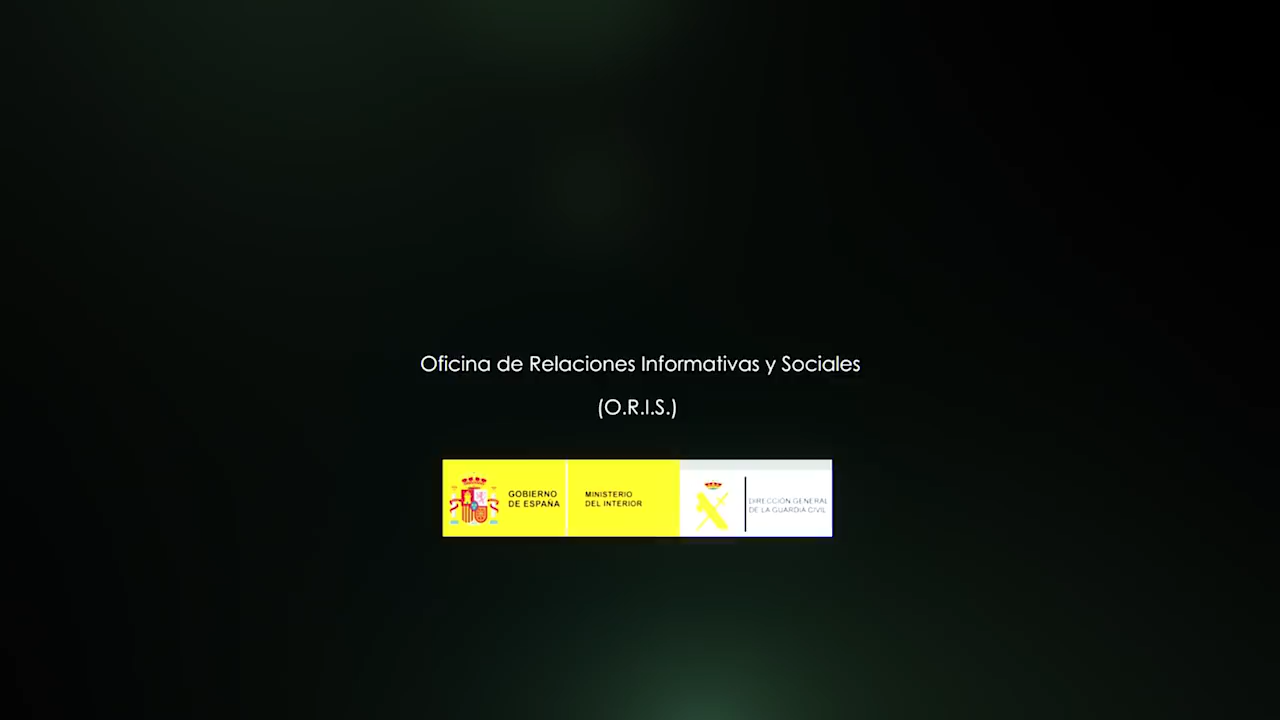 Oficina de Relaciones Informativas y Sociales
(O.R.I.S.)
GOBIERNO
DE ESPAÑA
MINISTERIO
DEL INTERIOR
DIRECCIÓN GENERAL
DE LA GUARDIA CIVIL